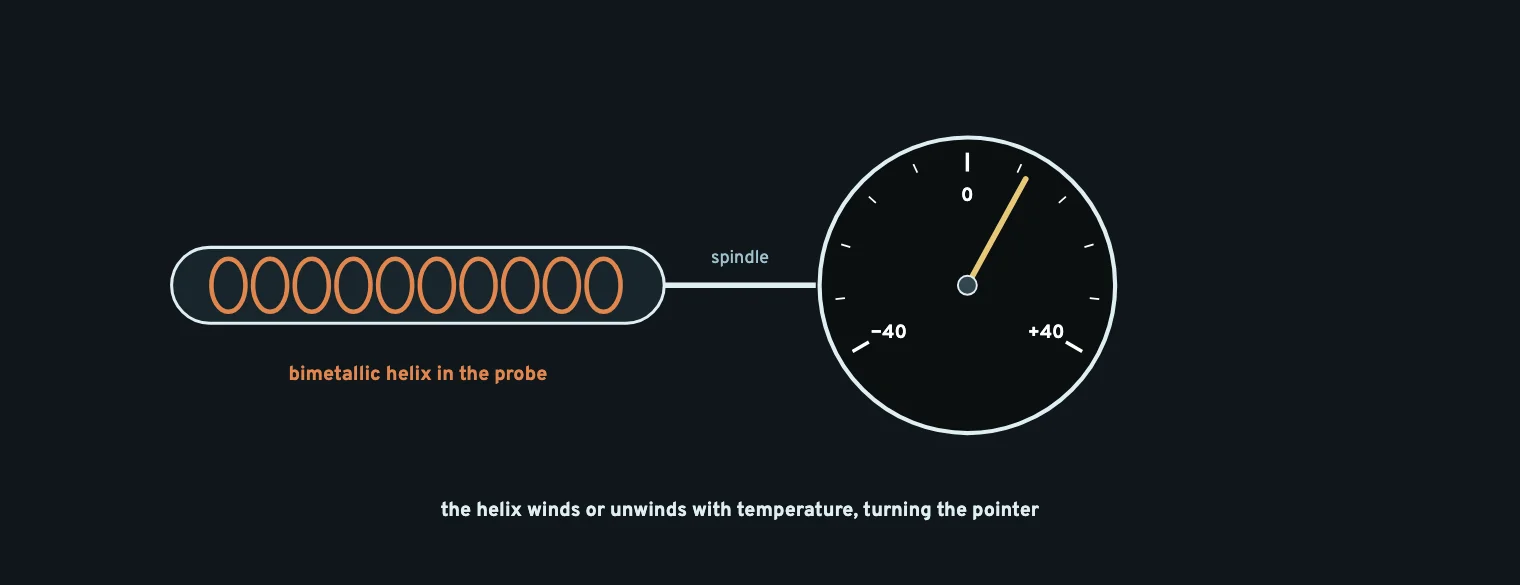 spindle
0
−40
+40
bimetallic helix in the probe
the helix winds or unwinds with temperature, turning the pointer